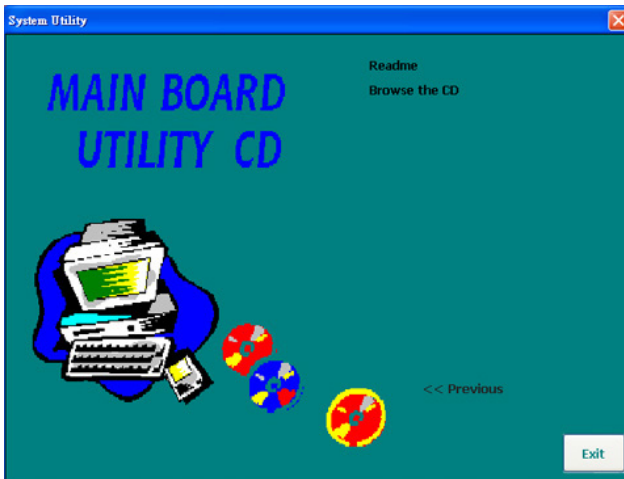 System Utility
MAIN BOARD
UTILITY CD
Readme
Browse the CD
<< Previous
Exit